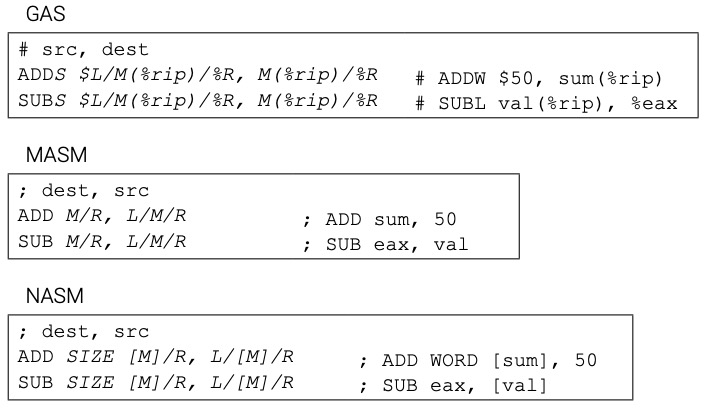 GAS
# src, dest
ADDS $L/M(%rip)/%R, M(%rip)/%R # ADDW $50, sum(%rip)
SUBS $L/M(%rip)/%R, M(%rip)/%R # SUBL val(%rip), %eax
MASM
; dest, src
ADD M/R, L/M/R ; ADD sum, 50
SUB M/R, L/M/R ; SUB eax, val
NASM
; dest, src
ADD SIZE [M]/R, L/[M]/R ; ADD WORD [sum], 50
SUB SIZE [M]/R, L/[M]/R ; SUB eax, [val]